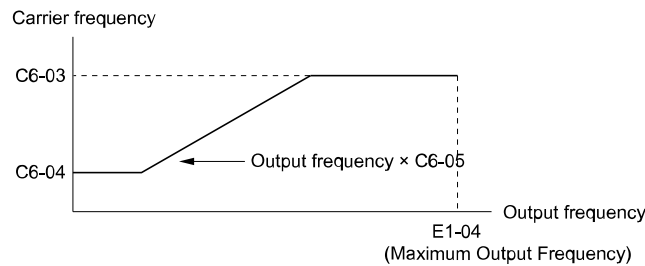 Carrier frequency
C6-03
Output frequency × C6-05
C6-04
Output frequency
E1-04
(Maximum Output Frequency)